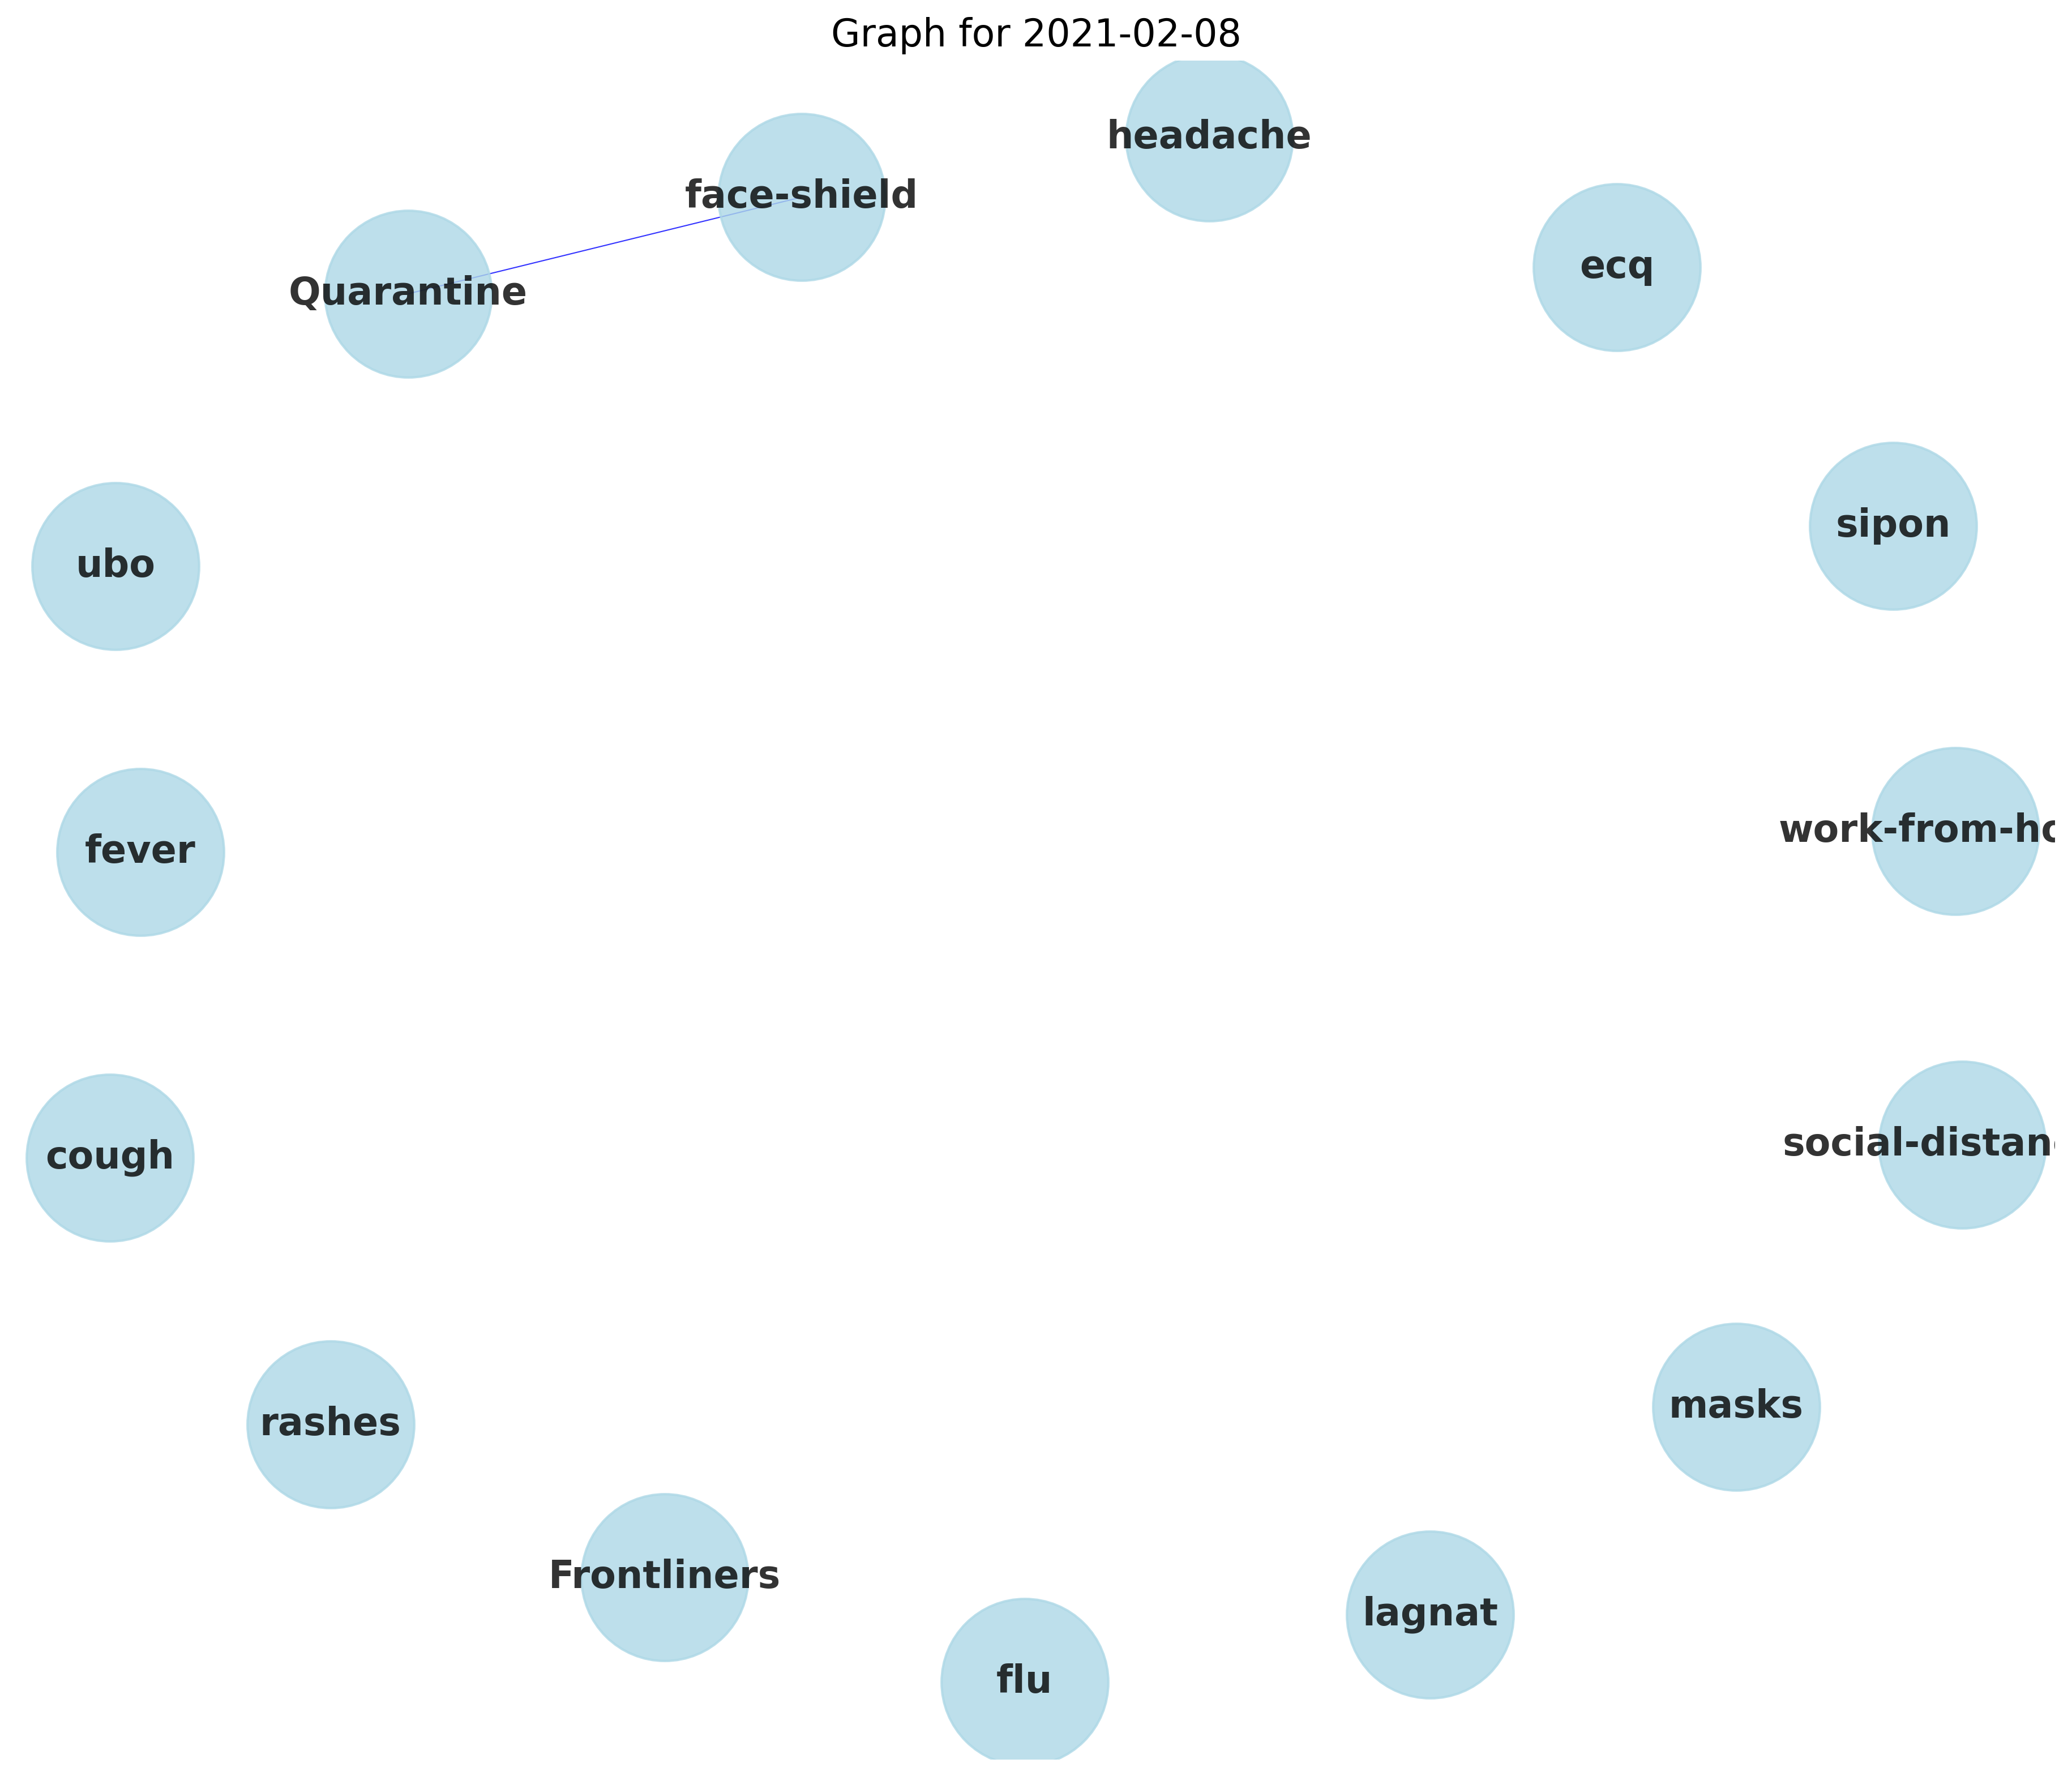 Graph for 2021-02-08
headache
face-shield
ecq
Quarantine
sipon
ubo
work-from-ho
fever
social-distanc
cough
masks
rashes
Frontliners
lagnat
flu